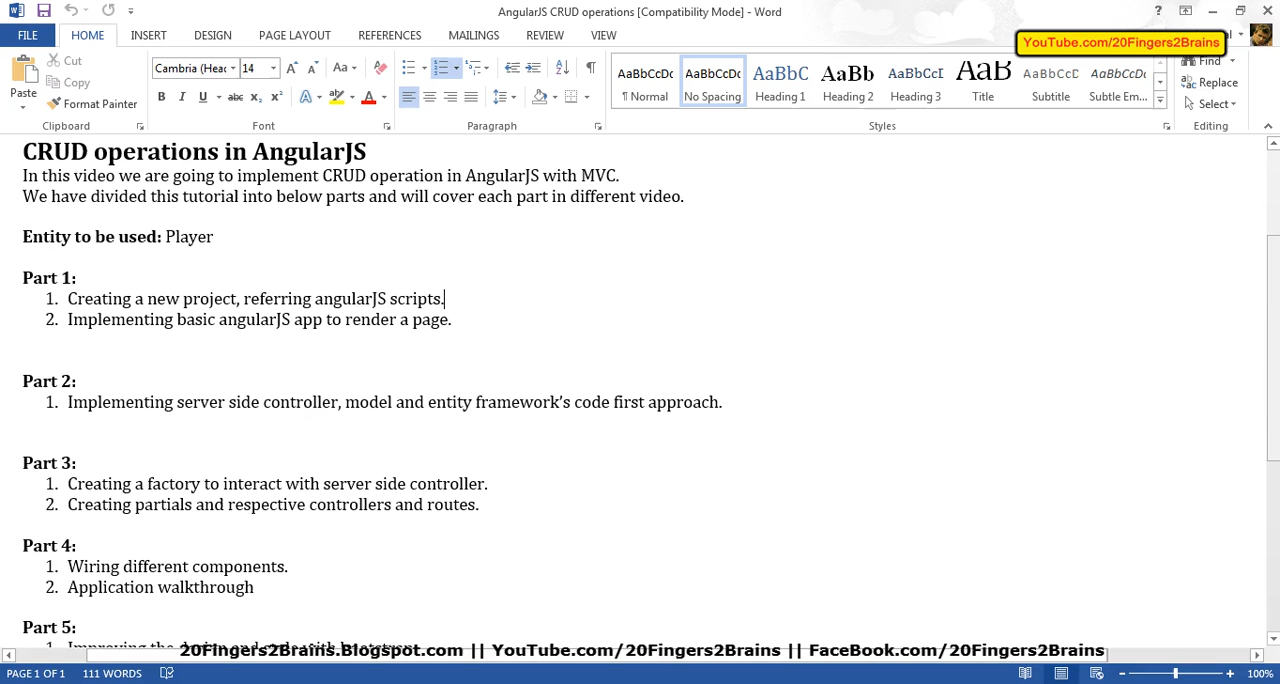 AngularJS CRUD operations [Compatibility Mode] - Word
FILE HOME INSERT DESIGN PAGE LAYOUT REFERENCES MAILINGS REVIEW VIEW
YouTube.com/20Fingers2Brains
Cut
Copy
Format Painter
Paste
Cambria (Hea 14
AaBbCcDc AaBbCcDc AaBbC AaBb AaBbCcI AaB AaBbCcD AaBbCcDc
¶ Normal No Spacing Heading 1 Heading 2 Heading 3 Title Subtitle Subtle Em...
Find
Replace
Select
Clipboard Font Paragraph Styles Editing
CRUD operations in AngularJS
In this video we are going to implement CRUD operation in AngularJS with MVC.
We have divided this tutorial into below parts and will cover each part in different video.
Entity to be used: Player
Part 1:
1. Creating a new project, referring angularJS scripts.
2. Implementing basic angularJS app to render a page.
Part 2:
1. Implementing server side controller, model and entity framework’s code first approach.
Part 3:
1. Creating a factory to interact with server side controller.
2. Creating partials and respective controllers and routes.
Part 4:
1. Wiring different components.
2. Application walkthrough
Part 5:
20Fingers2Brains.Blogspot.com || YouTube.com/20Fingers2Brains || FaceBook.com/20Fingers2Brains
PAGE 1 OF 1 111 WORDS 100%